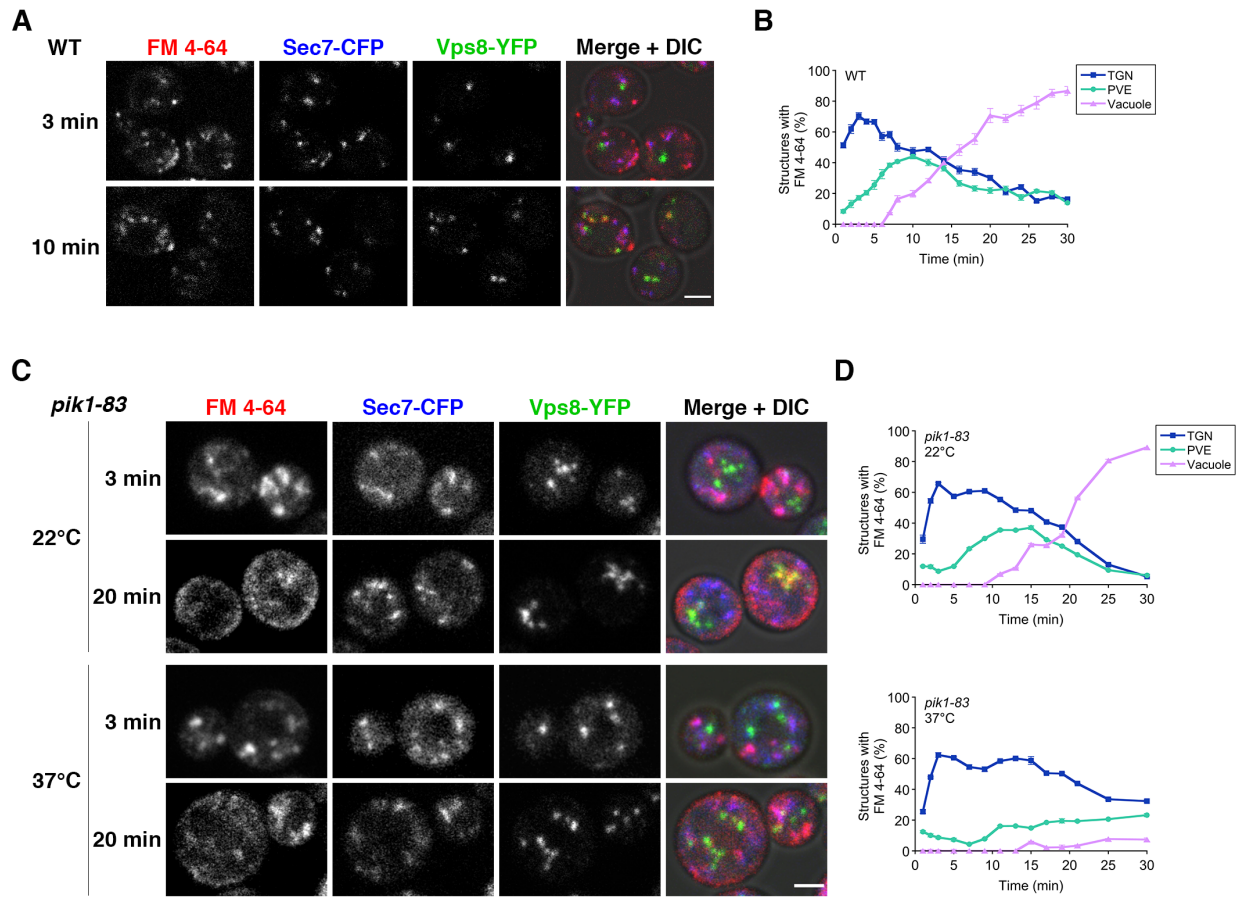 A
WT
FM 4-64
Sec7-CFP
Vps8-YFP
Merge + DIC
3 min
10 min
B
WT
TGN
PVE
Vacuole
Structures with
FM 4-64 (%)
100
80
60
40
20
0
0 5 10 15 20 25 30
Time (min)
C
pik1-83
FM 4-64
Sec7-CFP
Vps8-YFP
Merge + DIC
22°C
3 min
20 min
37°C
3 min
20 min
D
pik1-83
22°C
TGN
PVE
Vacuole
Structures with
FM 4-64 (%)
100
80
60
40
20
0
0 5 10 15 20 25 30
Time (min)
pik1-83
37°C
Structures with
FM 4-64 (%)
100
80
60
40
20
0
0 5 10 15 20 25 30
Time (min)